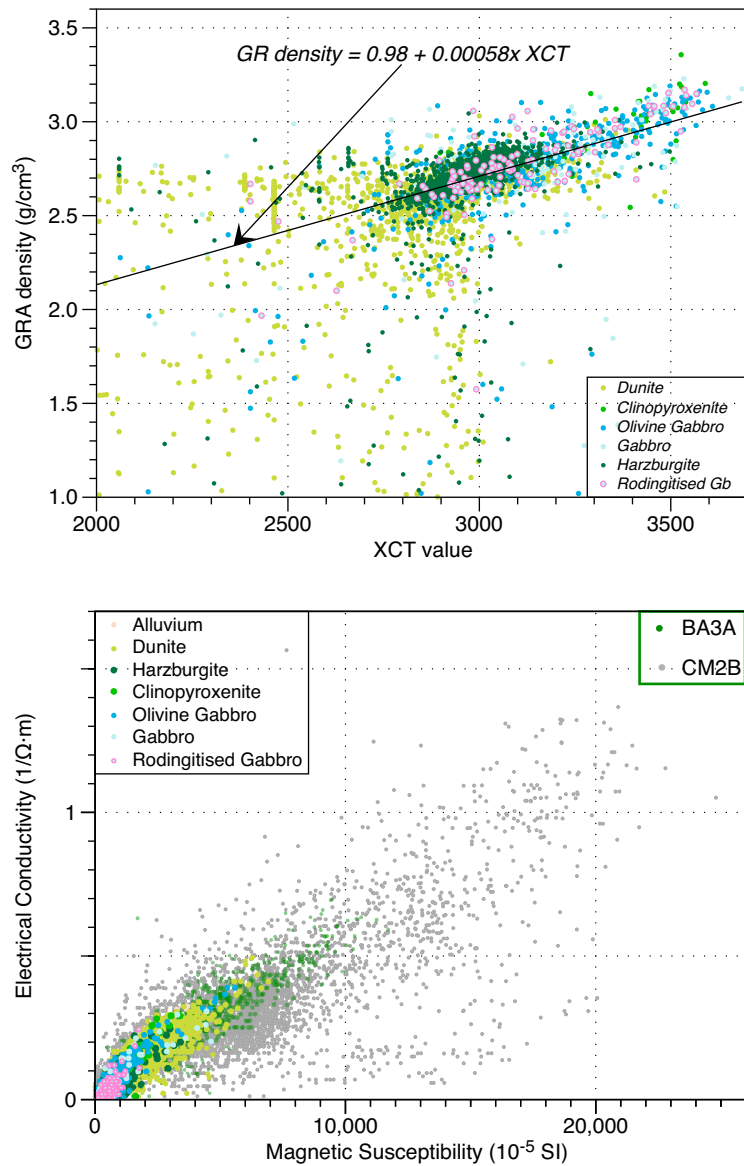 3.5
3.0
2.5
2.0
1.5
1.0
GRA density (g/cm³)
GR density = 0.98 + 0.00058x XCT
Dunite
Clinopyroxenite
Olivine Gabbro
Gabbro
Harzburgite
Rodingitised Gb
2000 2500 3000 3500
XCT value
Alluvium
Dunite
Harzburgite
Clinopyroxenite
Olivine Gabbro
Gabbro
Rodingitised Gabbro
BA3A
CM2B
1
0
Electrical Conductivity (1/Ω·m)
0 10,000 20,000
Magnetic Susceptibility (10⁻⁵ SI)